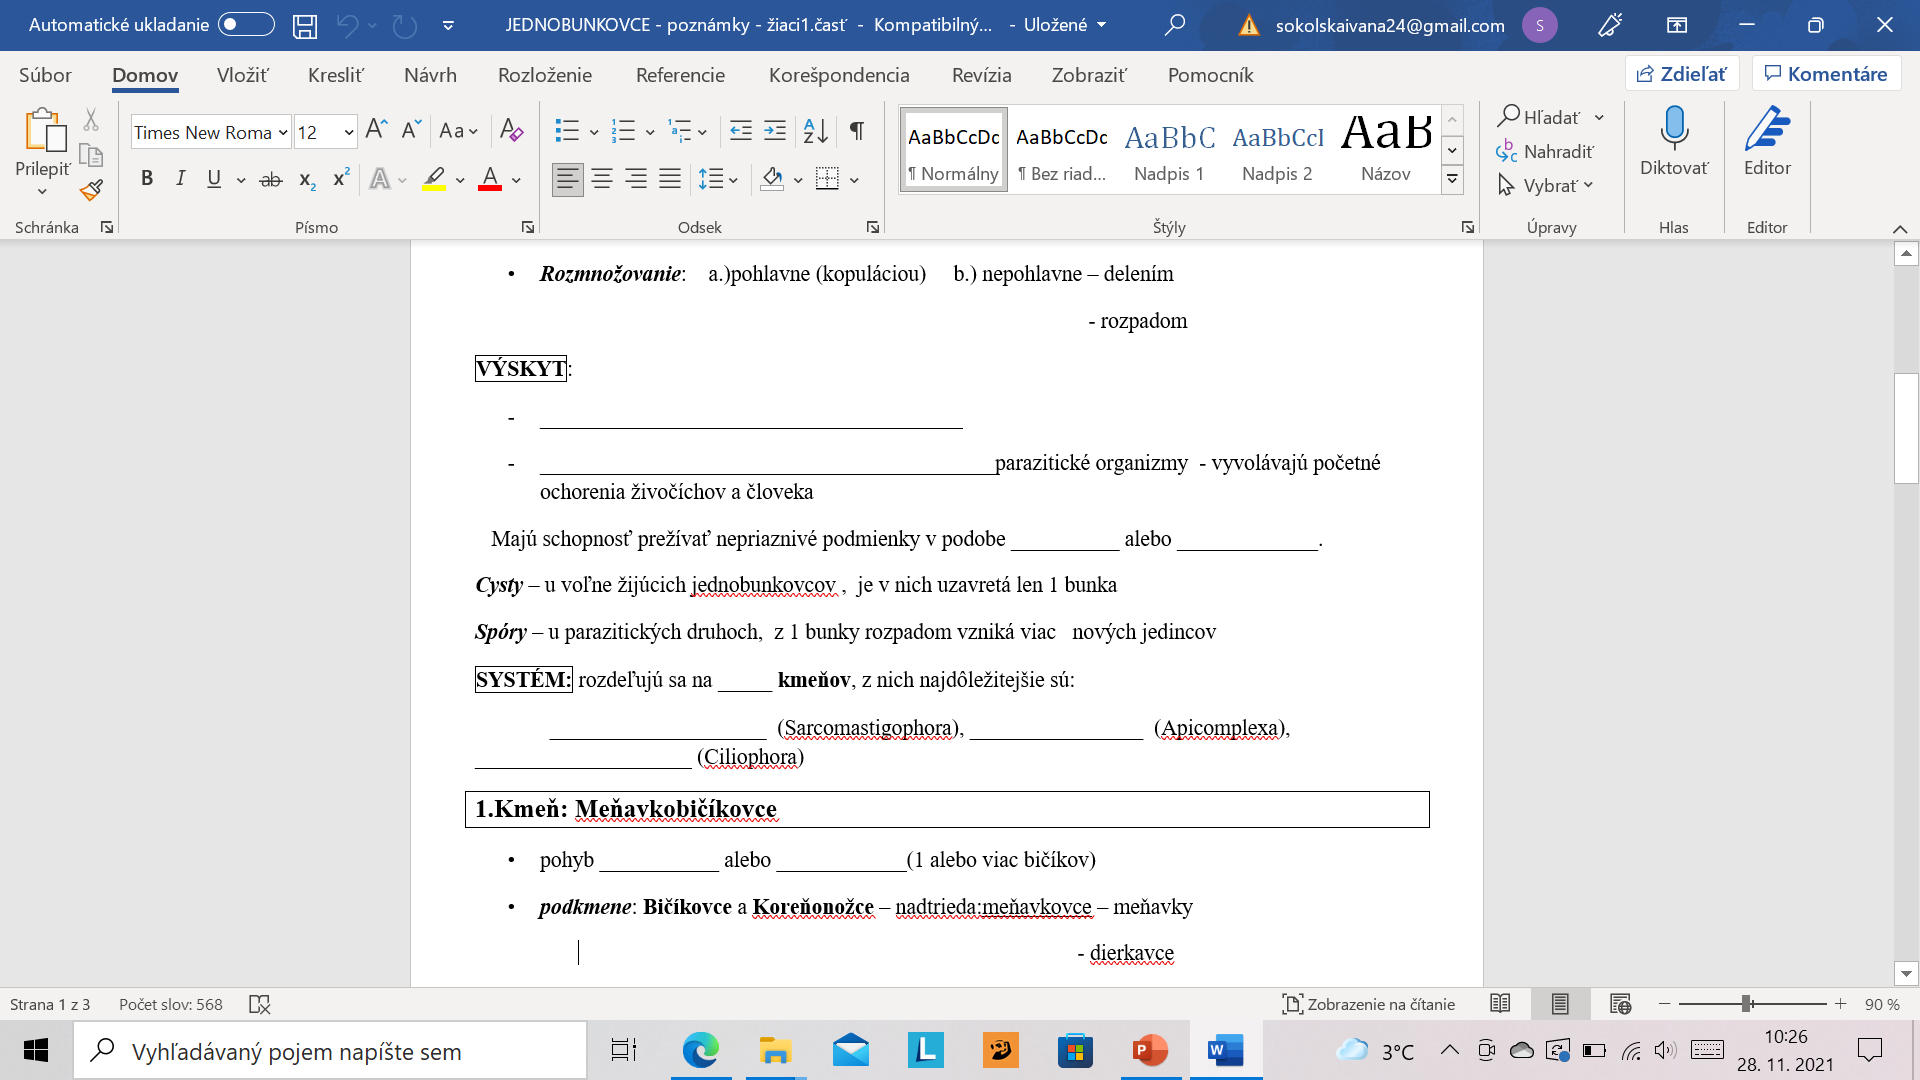 Automatické ukladanie
JEDNOBUNKOVCE - poznámky - žiaci1.časť - Kompatibilný... - Uložené
sokolskaivana24@gmail.com
S
Súbor Domov Vložiť Kresliť Návrh Rozloženie Referencie Korešpondencia Revízia Zobraziť Pomocník
Zdieľať Komentáre
Prilepiť
Schránka
Times New Roma 12
Písmo
Odsek
AaBbCcDc AaBbCcDc AaBbC AaBbCcI AaB
¶ Normálny ¶ Bez riad... Nadpis 1 Nadpis 2 Názov
Štýly
Hľadať
Nahradiť
Vybrať
Úpravy
Diktovať
Hlas
Editor
Editor
• Rozmnožovanie: a.)pohlavne (kopuláciou) b.) nepohlavne – delením
- rozpadom
VÝSKYT:
- _______________________________________
- __________________________________________parazitické organizmy - vyvolávajú početné
ochorenia živočíchov a človeka
Majú schopnosť prežívať nepriaznivé podmienky v podobe __________ alebo _____________.
Cysty – u voľne žijúcich jednobunkovcov , je v nich uzavretá len 1 bunka
Spóry – u parazitických druhoch, z 1 bunky rozpadom vzniká viac nových jedincov
SYSTÉM: rozdeľujú sa na _____ kmeňov, z nich najdôležitejšie sú:
____________________ (Sarcomastigophora), ________________ (Apicomplexa),
____________________ (Ciliophora)
1.Kmeň: Meňavkobičíkovce
• pohyb ___________ alebo ____________(1 alebo viac bičíkov)
• podkmene: Bičíkovce a Koreňonožce – nadtrieda:meňavkovce – meňavky
- dierkavce
Strana 1 z 3 Počet slov: 568
Zobrazenie na čítanie
90 %
Vyhľadávaný pojem napíšte sem
3°C
10:26
28. 11. 2021